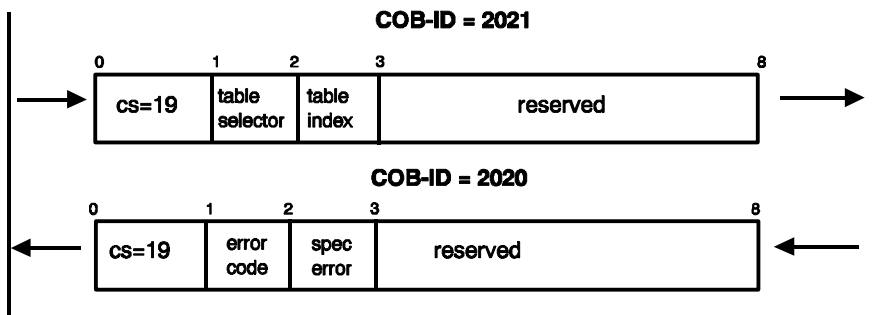 COB-ID = 2021
0 1 2 3 8
cs=19 table selector table index reserved
COB-ID = 2020
0 1 2 3 8
cs=19 error code spec error reserved